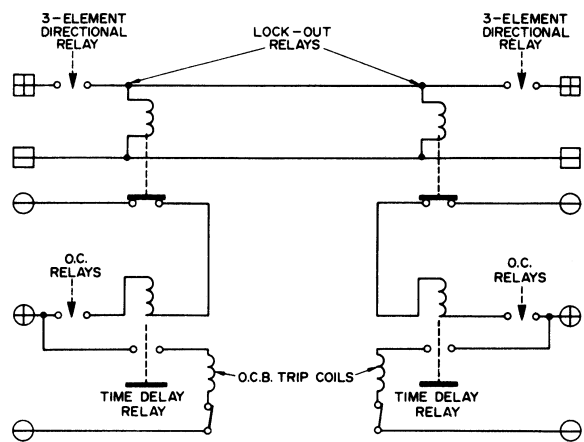 3-ELEMENT
DIRECTIONAL
RELAY
LOCK-OUT
RELAYS
3-ELEMENT
DIRECTIONAL
RELAY
O.C.
RELAYS
O.C.
RELAYS
O.C.B. TRIP COILS
TIME DELAY
RELAY
TIME DELAY
RELAY